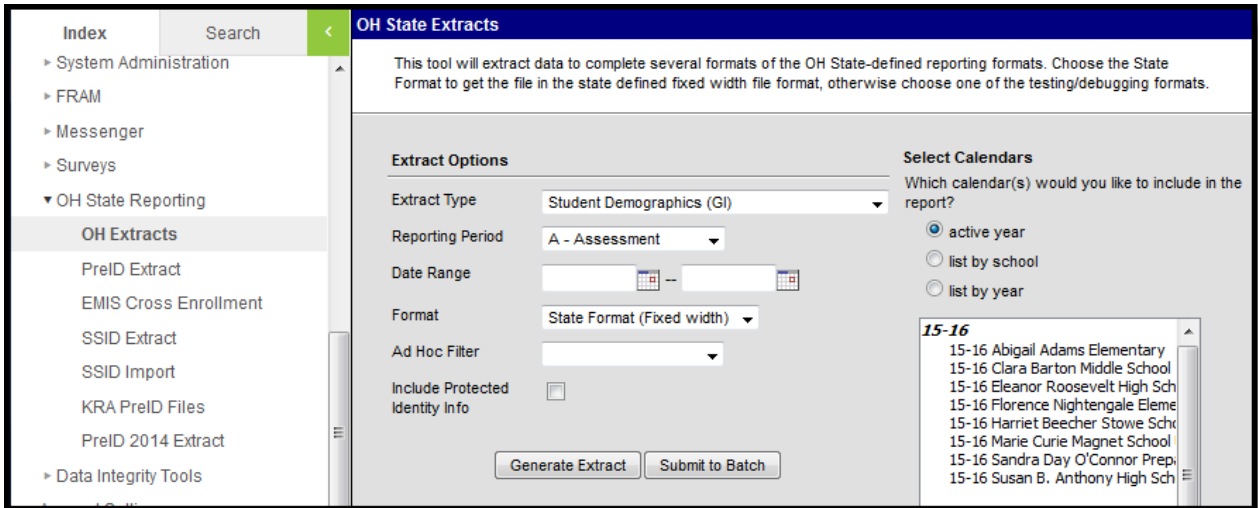 Index
Search
System Administration
FRAM
Messenger
Surveys
OH State Reporting
OH Extracts
PreID Extract
EMIS Cross Enrollment
SSID Extract
SSID Import
KRA PreID Files
PreID 2014 Extract
Data Integrity Tools
OH State Extracts
This tool will extract data to complete several formats of the OH State-defined reporting formats. Choose the State
Format to get the file in the state defined fixed width file format, otherwise choose one of the testing/debugging formats.
Extract Options
Extract Type
Student Demographics (GI)
Reporting Period
A - Assessment
Date Range
--
Format
State Format (Fixed width)
Ad Hoc Filter
Include Protected
Identity Info
Generate Extract
Submit to Batch
Select Calendars
Which calendar(s) would you like to include in the
report?
active year
list by school
list by year
15-16
15-16 Abigail Adams Elementary
15-16 Clara Barton Middle School
15-16 Eleanor Roosevelt High Sch
15-16 Florence Nightengale Eleme
15-16 Harriet Beecher Stowe Scho
15-16 Marie Curie Magnet School
15-16 Sandra Day O'Connor Prepa
15-16 Susan B. Anthony High Sch